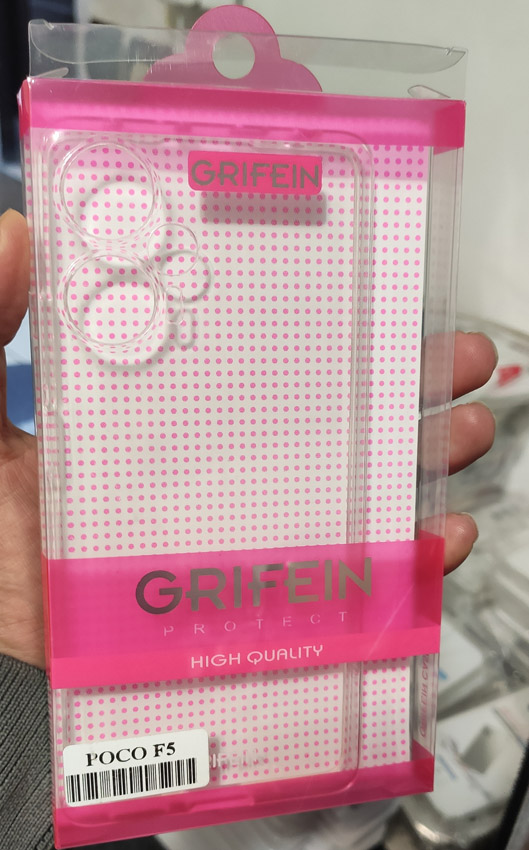 GRIFEIN
GRIFEIN
PROTECT
HIGH QUALITY
POCO F5